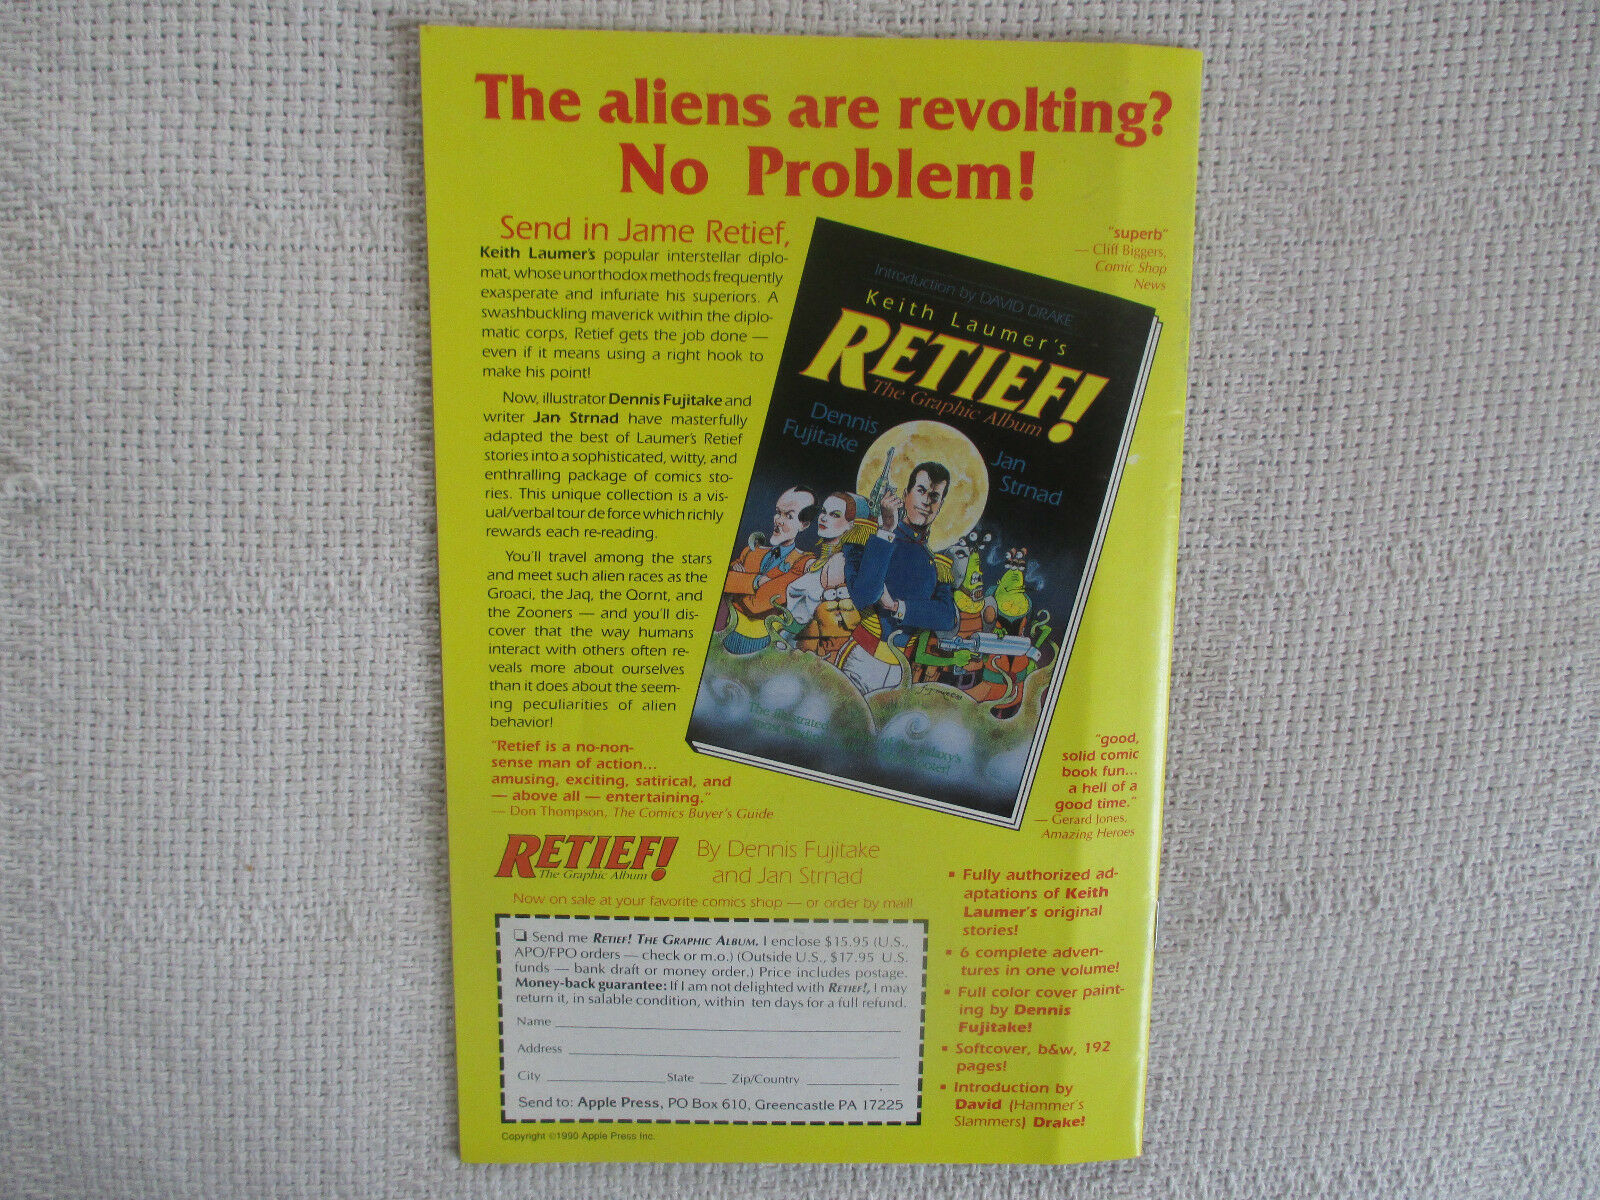 The aliens are revolting?
No Problem!
Send in Jame Retief,
Keith Laumer's popular interstellar diplo-
mat, whose unorthodox methods frequently
exasperate and infuriate his superiors. A
swashbuckling maverick within the diplo-
matic corps, Retief gets the job done —
even if it means using a right hook to
make his point!
Now, illustrator Dennis Fujitake and
writer Jan Strnad have masterfully
adapted the best of Laumer's Retief
stories into a sophisticated, witty, and
enthralling package of comics sto-
ries. This unique collection is a vis-
ual/verbal tour de force which richly
rewards each re-reading.
You'll travel among the stars
and meet such alien races as the
Groaci, the Jaq, the Qornt, and
the Zooners — and you'll dis-
cover that the way humans
interact with others often re-
veals more about ourselves
than it does about the seem-
ing peculiarities of alien
behavior!
"Retief is a no-non-
sense man of action...
amusing, exciting, satirical, and
— above all — entertaining."
— Don Thompson, The Comics Buyer's Guide
"superb"
— Cliff Biggers,
Comic Shop
News
Introduction by DAVID DRAKE
Keith Laumer's
RETIEF!
The Graphic Album
Dennis
Fujitake
Jan
Strnad
The illustrated
"good,
solid comic
book fun...
a hell of a
good time."
— Gerard Jones,
Amazing Heroes
RETIEF!
The Graphic Album
By Dennis Fujitake
and Jan Strnad
Now on sale at your favorite comics shop — or order by mail!
❏ Send me RETIEF! THE GRAPHIC ALBUM. I enclose $15.95 (U.S.,
APO/FPO orders — check or m.o.) (Outside U.S., $17.95 U.S.
funds — bank draft or money order.) Price includes postage.
Money-back guarantee: If I am not delighted with RETIEF!, I may
return it, in salable condition, within ten days for a full refund.
Name
Address
City State Zip/Country
Send to: Apple Press, PO Box 610, Greencastle PA 17225
Copyright ©1990 Apple Press Inc.
▪ Fully authorized ad-
aptations of Keith
Laumer's original
stories!
▪ 6 complete adven-
tures in one volume!
▪ Full color cover paint-
ing by Dennis
Fujitake!
▪ Softcover, b&w, 192
pages!
▪ Introduction by
David (Hammer's
Slammers) Drake!